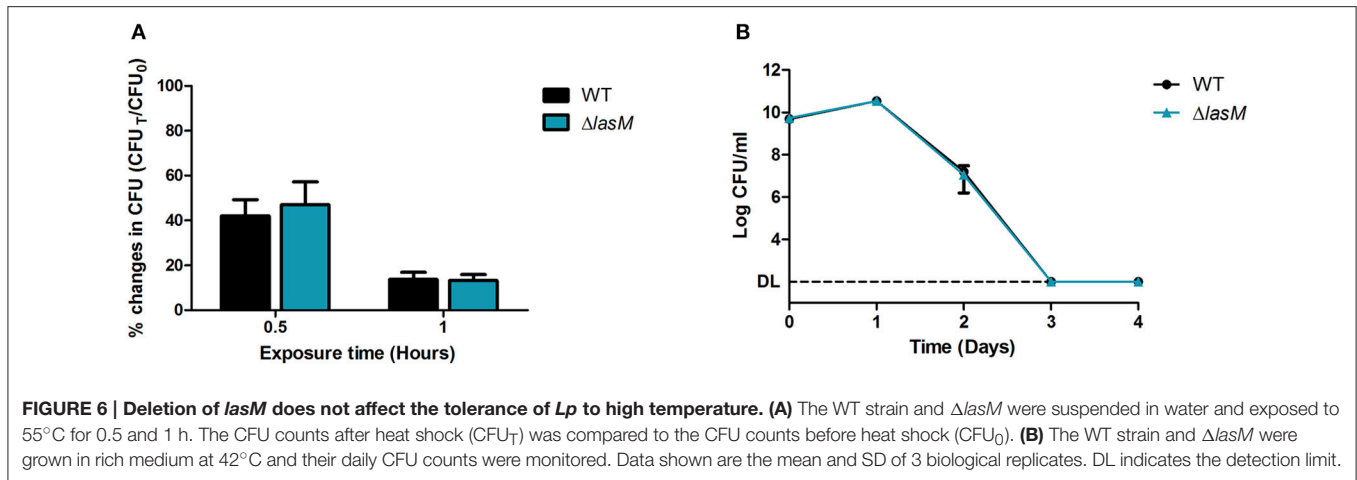 A
% changes in CFU (CFU_T/CFU_0)
100
80
60
40
20
0
0.5
1
Exposure time (Hours)
WT
ΔlasM
B
Log CFU/ml
12
10
8
6
4
DL
0
1
2
3
4
Time (Days)
WT
ΔlasM
FIGURE 6 | Deletion of lasM does not affect the tolerance of Lp to high temperature. (A) The WT strain and ΔlasM were suspended in water and exposed to
55°C for 0.5 and 1 h. The CFU counts after heat shock (CFU_T) was compared to the CFU counts before heat shock (CFU_0). (B) The WT strain and ΔlasM were
grown in rich medium at 42°C and their daily CFU counts were monitored. Data shown are the mean and SD of 3 biological replicates. DL indicates the detection limit.